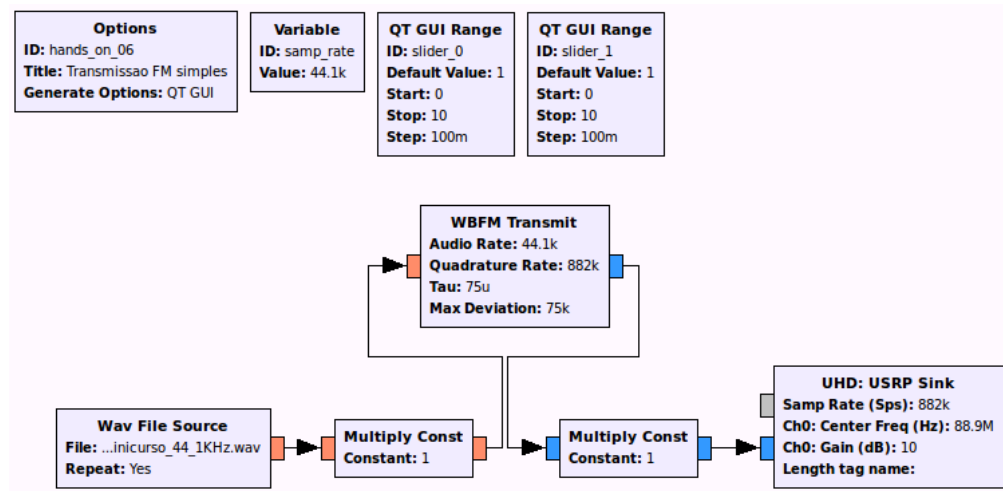 Options
ID: hands_on_06
Title: Transmissao FM simples
Generate Options: QT GUI
Variable
ID: samp_rate
Value: 44.1k
QT GUI Range
ID: slider_0
Default Value: 1
Start: 0
Stop: 10
Step: 100m
QT GUI Range
ID: slider_1
Default Value: 1
Start: 0
Stop: 10
Step: 100m
WBFM Transmit
Audio Rate: 44.1k
Quadrature Rate: 882k
Tau: 75u
Max Deviation: 75k
Wav File Source
File: ...inicurso_44_1KHz.wav
Repeat: Yes
Multiply Const
Constant: 1
Multiply Const
Constant: 1
UHD: USRP Sink
Samp Rate (Sps): 882k
Ch0: Center Freq (Hz): 88.9M
Ch0: Gain (dB): 10
Length tag name: